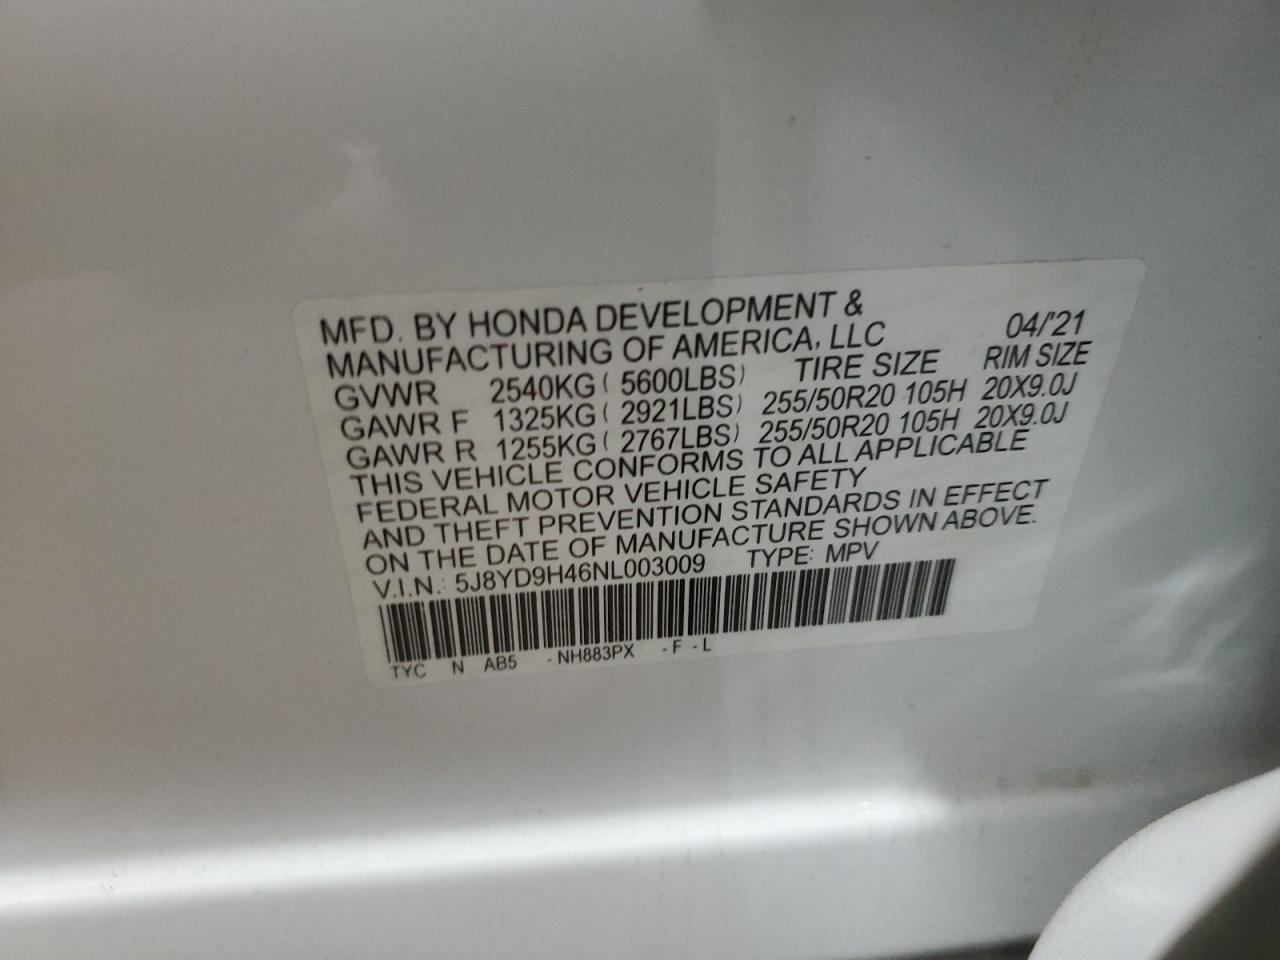 MFD. BY HONDA DEVELOPMENT &
MANUFACTURING OF AMERICA, LLC 04/'21
GVWR 2540KG ( 5600LBS) TIRE SIZE RIM SIZE
GAWR F 1325KG ( 2921LBS) 255/50R20 105H 20X9.0J
GAWR R 1255KG ( 2767LBS) 255/50R20 105H 20X9.0J
THIS VEHICLE CONFORMS TO ALL APPLICABLE
FEDERAL MOTOR VEHICLE SAFETY
AND THEFT PREVENTION STANDARDS IN EFFECT
ON THE DATE OF MANUFACTURE SHOWN ABOVE.
V.I.N.: 5J8YD9H46NL003009 TYPE: MPV
TYC N AB5 - NH883PX - F - L